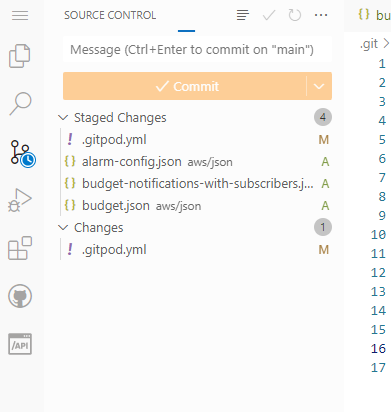 SOURCE CONTROL
bu
Message (Ctrl+Enter to commit on "main")
.git
Commit
Staged Changes 4
.gitpod.yml M
alarm-config.json aws/json A
budget-notifications-with-subscribers.j... A
budget.json aws/json A
Changes 1
.gitpod.yml M
/API
1
2
3
4
5
6
7
8
9
10
11
12
13
14
15
16
17